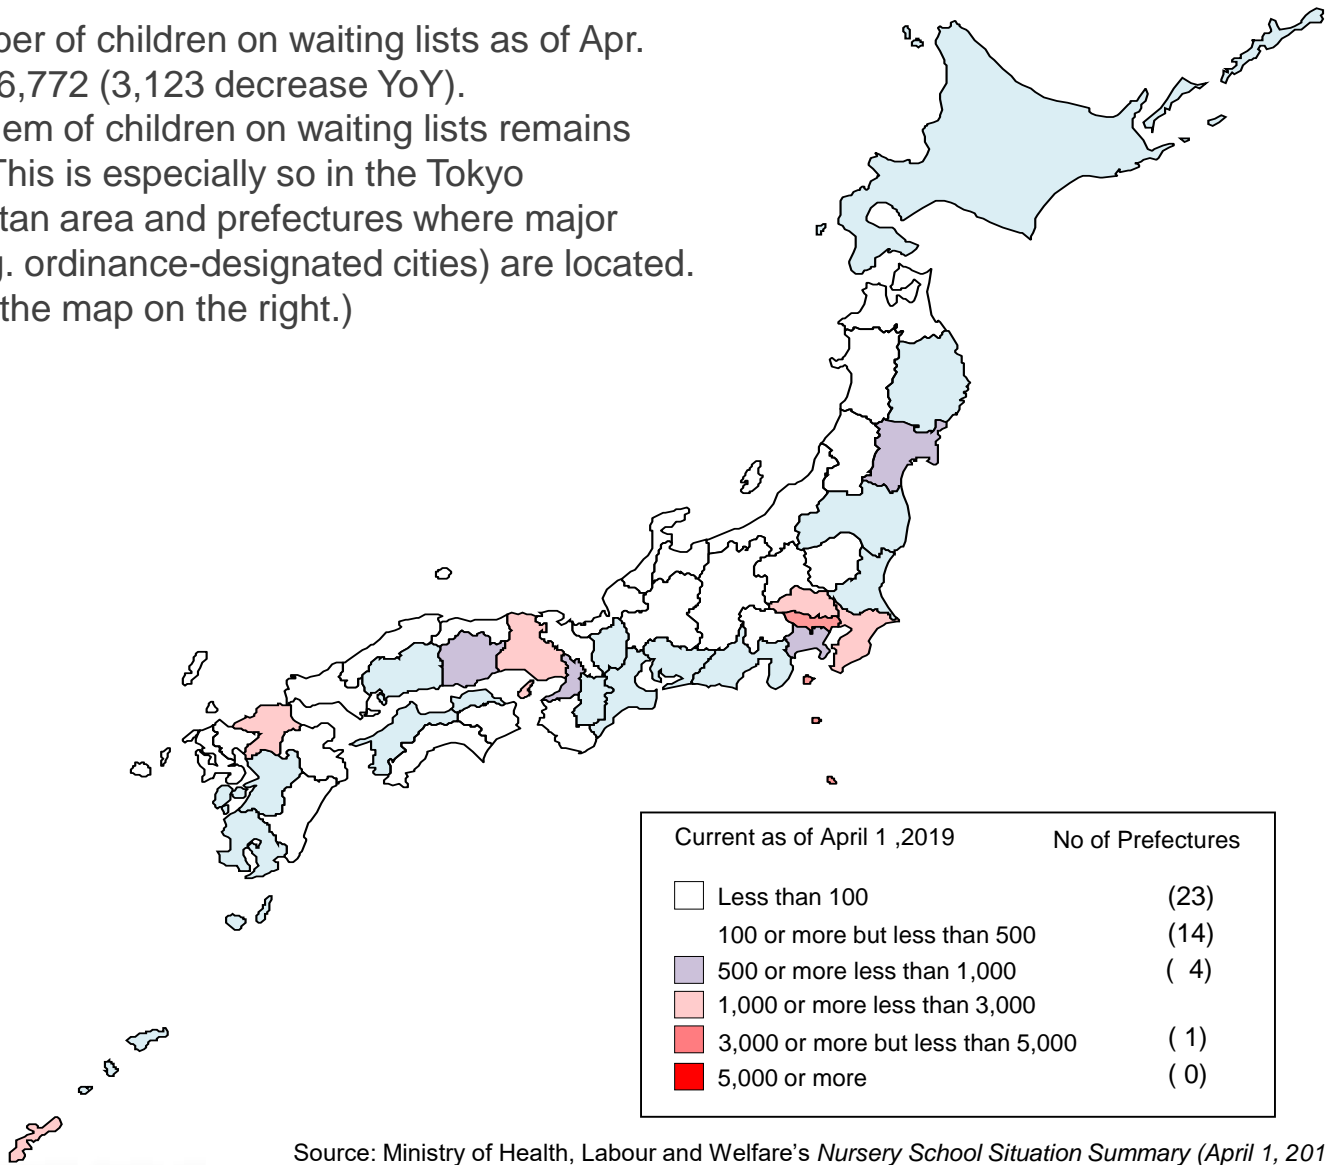 ber of children on waiting lists as of Apr.
6,772 (3,123 decrease YoY).
em of children on waiting lists remains
This is especially so in the Tokyo
tan area and prefectures where major
g. ordinance-designated cities) are located.
the map on the right.)
Current as of April 1 ,2019 No of Prefectures
Less than 100 (23)
100 or more but less than 500 (14)
500 or more less than 1,000 ( 4)
1,000 or more less than 3,000
3,000 or more but less than 5,000 ( 1)
5,000 or more ( 0)
Source: Ministry of Health, Labour and Welfare's Nursery School Situation Summary (April 1, 201